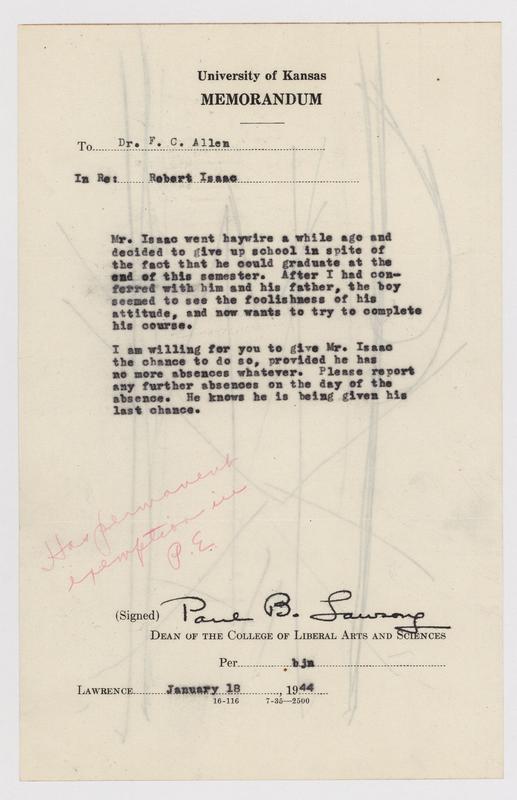 University of Kansas
MEMORANDUM
To Dr. F. C. Allen
In Re: Robert Isaac
Mr. Isaac went haywire a while ago and
decided to give up school in spite of
the fact that he could graduate at the
end of this semester. After I had con-
ferred with him and his father, the boy
seemed to see the foolishness of his
attitude, and now wants to try to complete
his course.
I am willing for you to give Mr. Isaac
the chance to do so, provided he has
no more absences whatever. Please report
any further absences on the day of the
absence. He knows he is being given his
last chance.
Has permanent
exemption in
P.E.
(Signed) Paul B. Lawson
DEAN OF THE COLLEGE OF LIBERAL ARTS AND SCIENCES
Per bjn
LAWRENCE January 18, 1944
16-116 7-35—2500